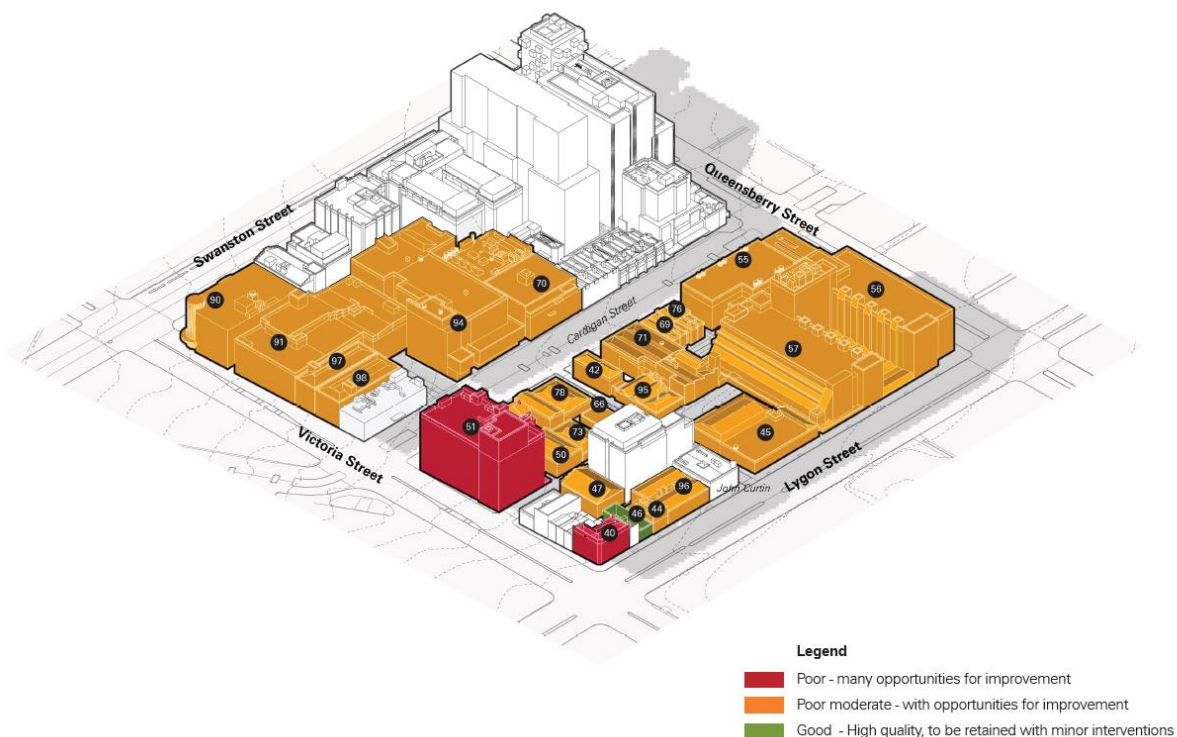 Queensberry Street
Swanston Street
55
56
70
90
76
Cardigan Street
69
94
71
57
91
42
97
95
98
78
66
51
45
73
Victoria Street
50
Lygon Street
96
47
John Curtin
46
44
40
Legend
Poor - many opportunities for improvement
Poor moderate - with opportunities for improvement
Good - High quality, to be retained with minor interventions